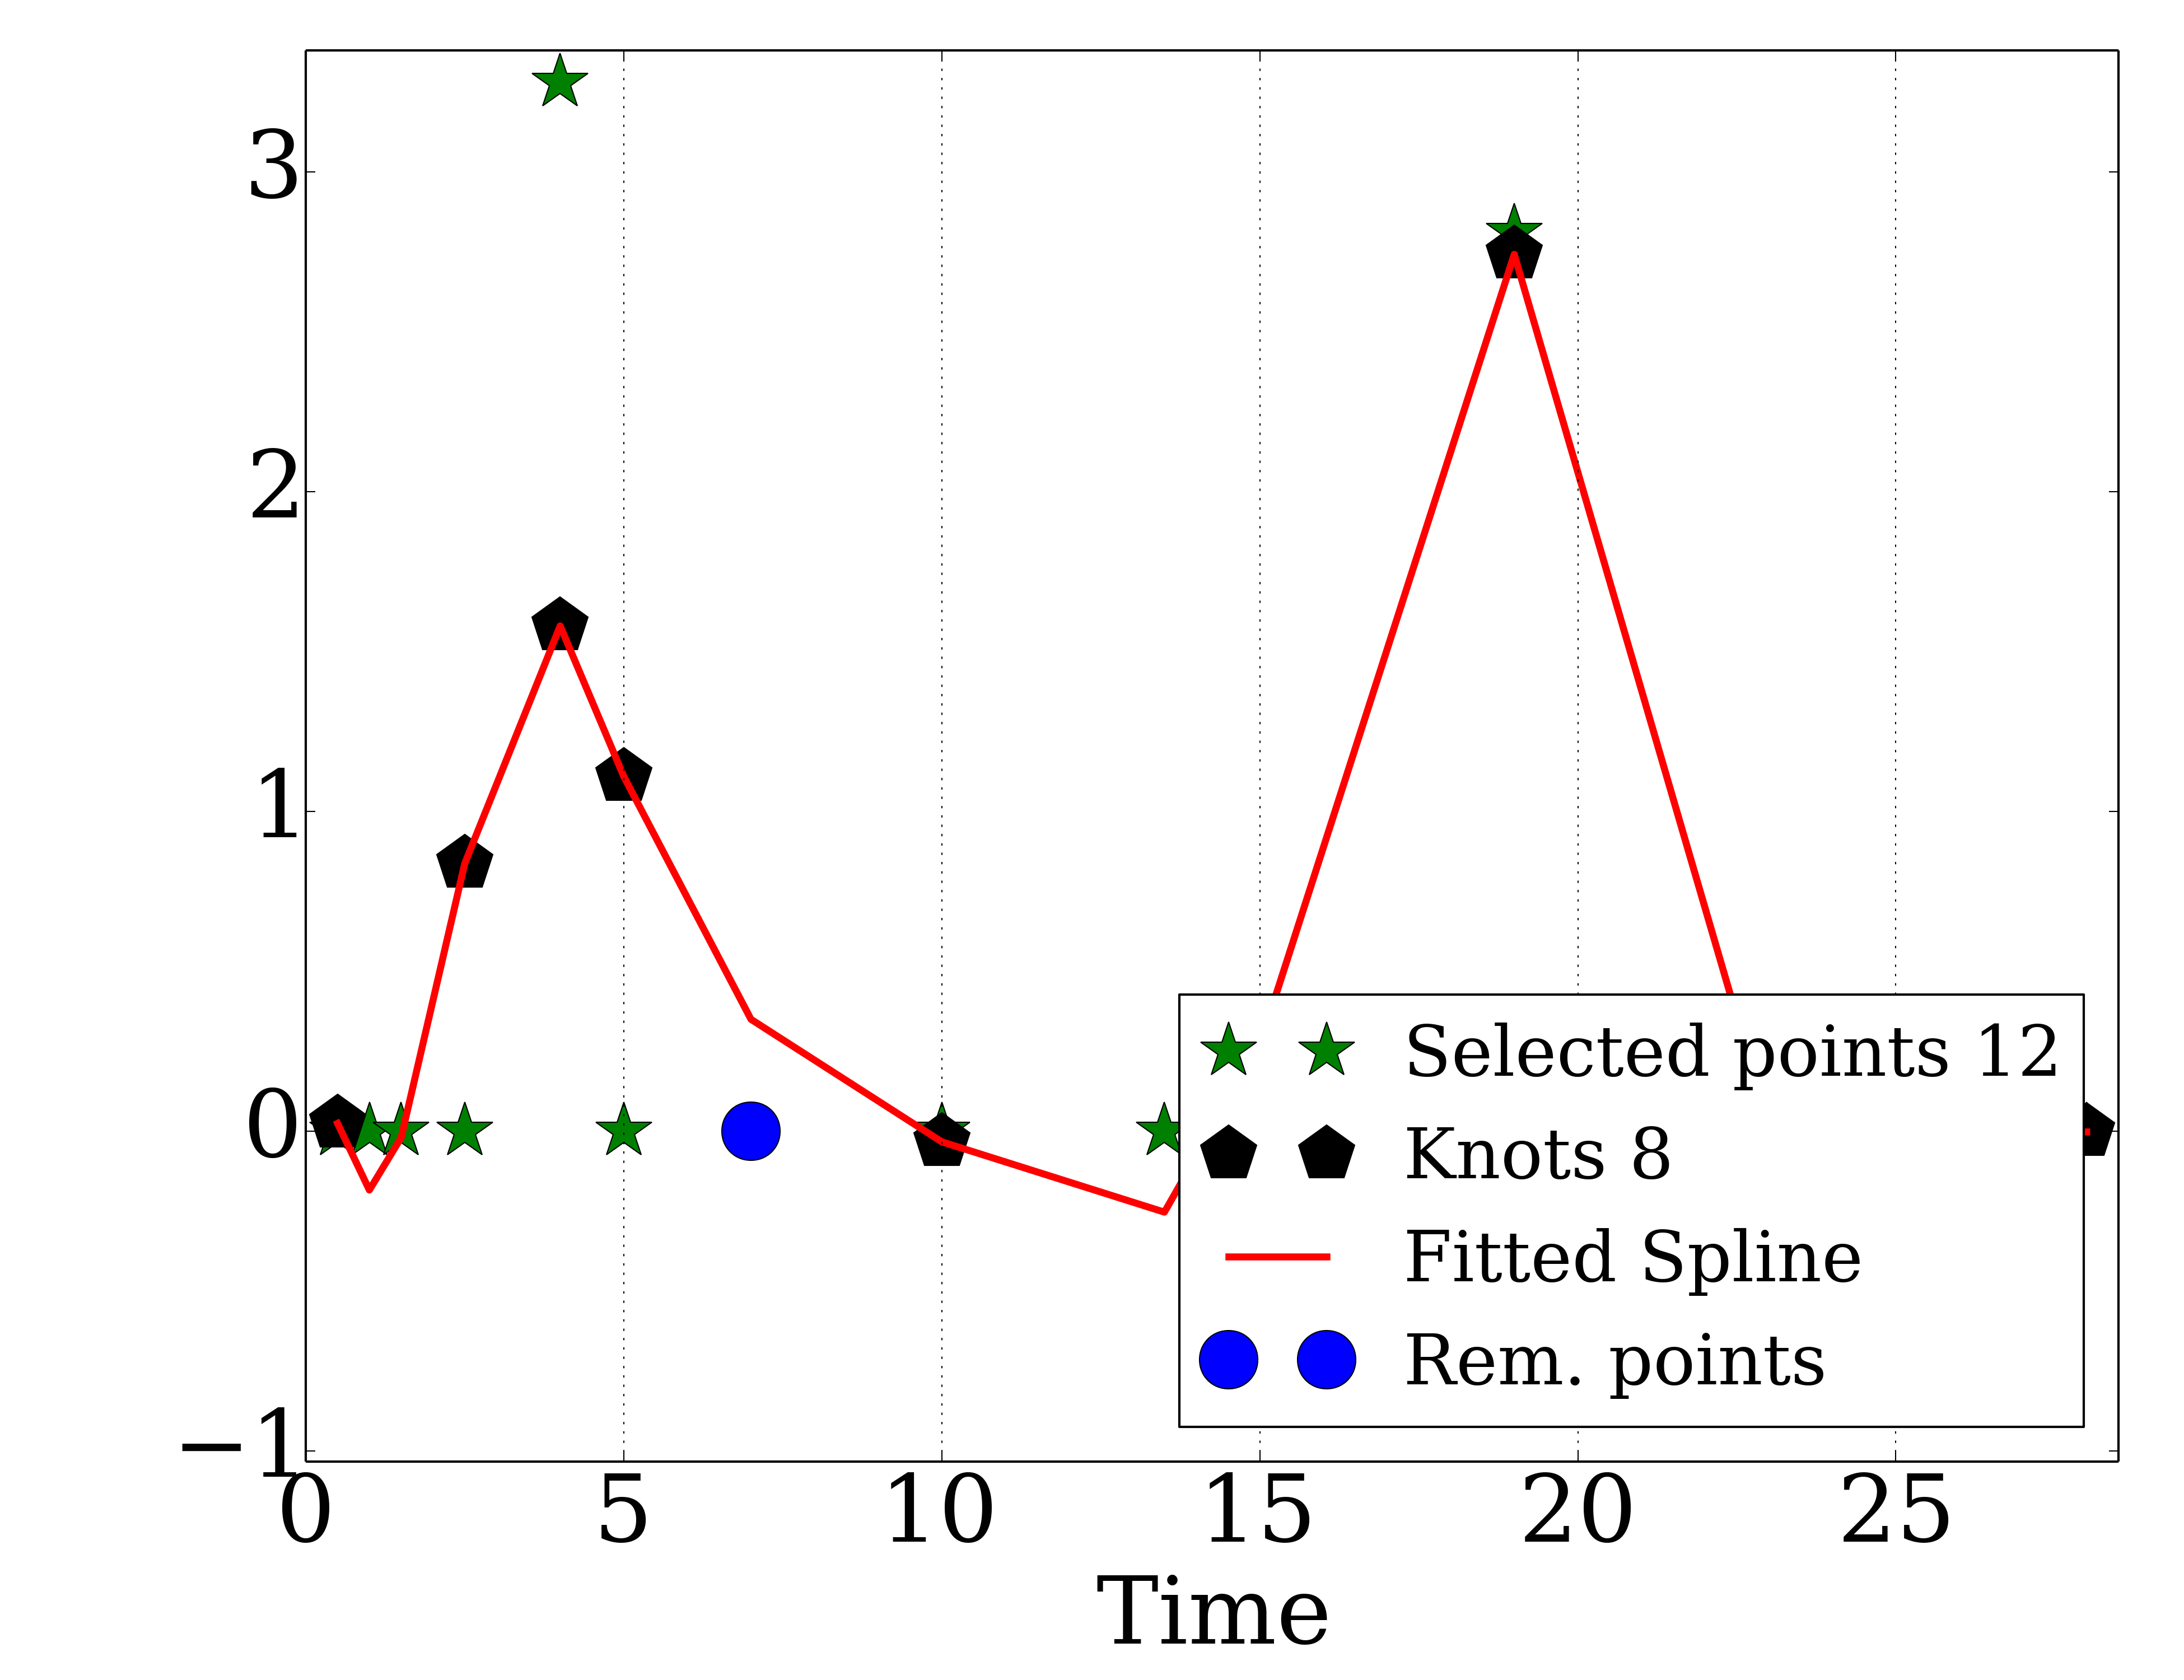 3
2
1
0
−1
0 5 10 15 20 25
Time
Selected points 12
Knots 8
Fitted Spline
Rem. points